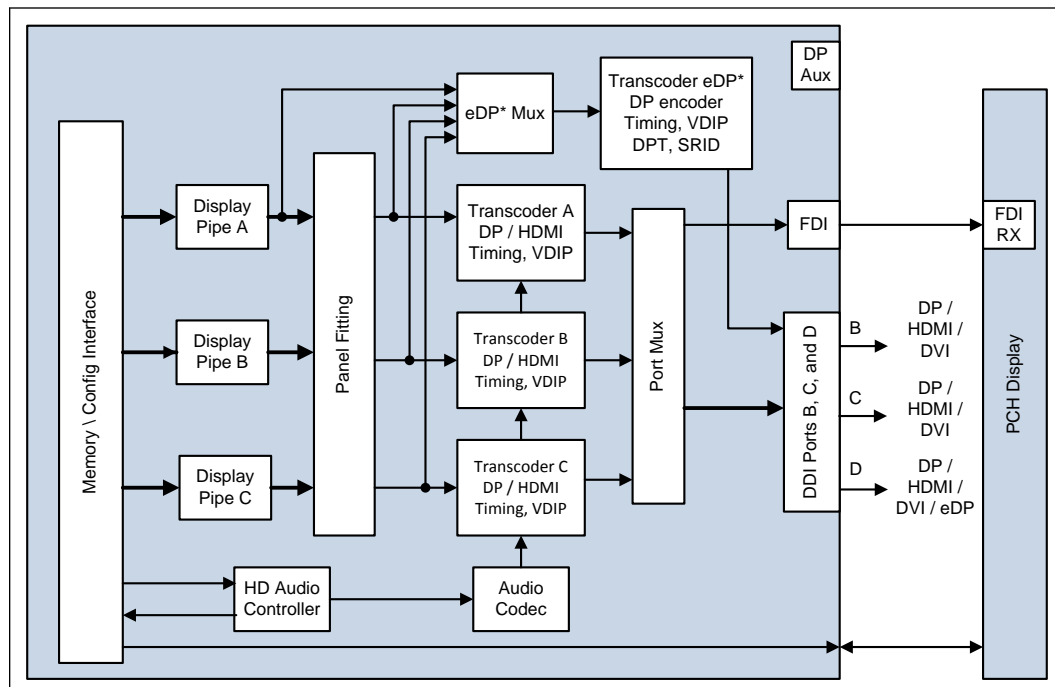 DP
Aux
Transcoder eDP*
DP encoder
Timing, VDIP
DPT, SRID
eDP* Mux
Memory \ Config Interface
Display
Pipe A
Display
Pipe B
Display
Pipe C
Panel Fitting
Transcoder A
DP / HDMI
Timing, VDIP
Transcoder B
DP / HDMI
Timing, VDIP
Transcoder C
DP / HDMI
Timing, VDIP
Port Mux
FDI
FDI
RX
DDI Ports B, C, and D
B
DP /
HDMI /
DVI
C
DP /
HDMI /
DVI
D
DP /
HDMI /
DVI / eDP
PCH Display
HD Audio
Controller
Audio
Codec